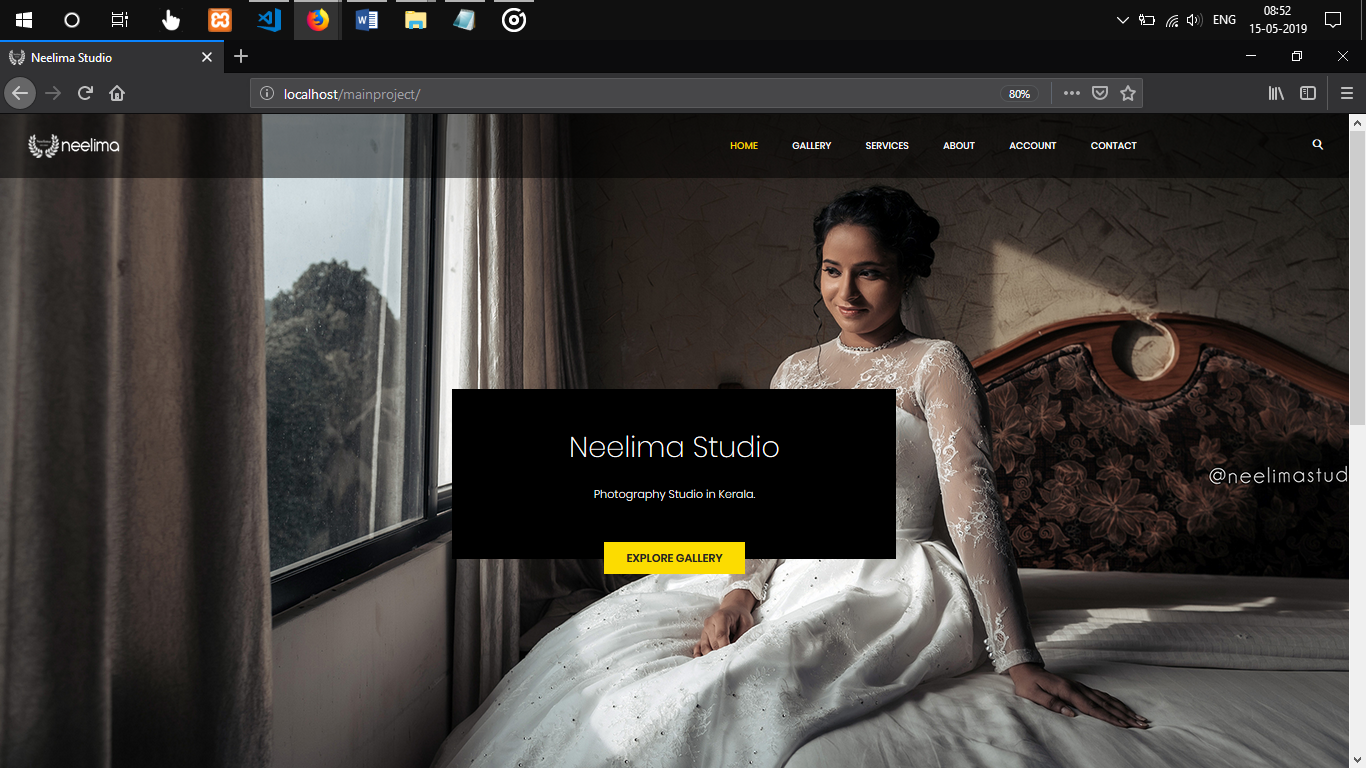 ENG
08:52
15-05-2019
Neelima Studio
localhost/mainproject/
80%
neelima
HOME GALLERY SERVICES ABOUT ACCOUNT CONTACT
Neelima Studio
Photography Studio in Kerala.
EXPLORE GALLERY
@neelimastud